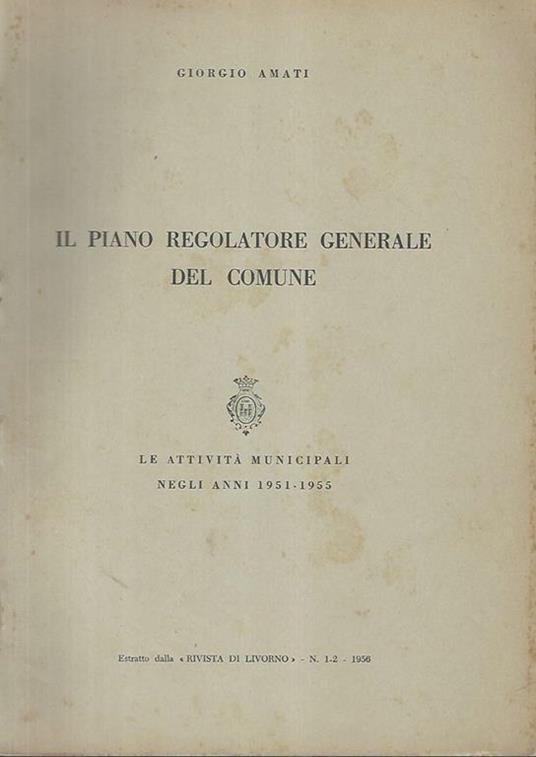 GIORGIO AMATI
IL PIANO REGOLATORE GENERALE
DEL COMUNE
LE ATTIVITÀ MUNICIPALI
NEGLI ANNI 1951-1955
Estratto dalla « RIVISTA DI LIVORNO » - N. 1-2 - 1956